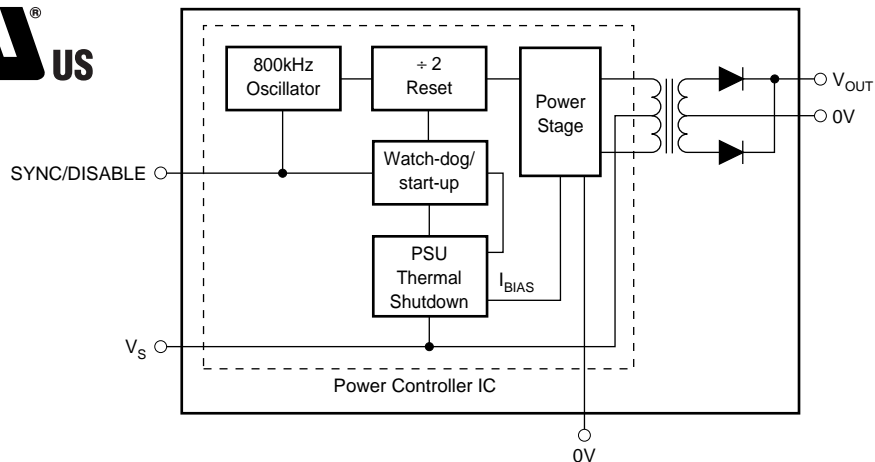 ®
US
800kHz
Oscillator
÷ 2
Reset
Power
Stage
V_OUT
0V
SYNC/DISABLE
Watch-dog/
start-up
PSU
Thermal
Shutdown
I_BIAS
V_S
Power Controller IC
0V